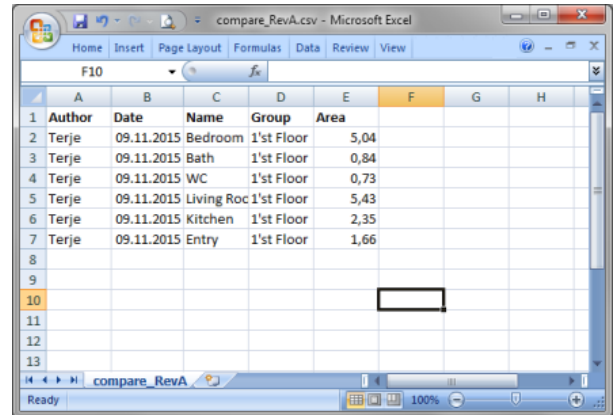 compare_RevA.csv - Microsoft Excel
Home Insert Page Layout Formulas Data Review View
F10 fx
A B C D E F G H
1 Author Date Name Group Area
2 Terje 09.11.2015 Bedroom 1'st Floor 5,04
3 Terje 09.11.2015 Bath 1'st Floor 0,84
4 Terje 09.11.2015 WC 1'st Floor 0,73
5 Terje 09.11.2015 Living Roc 1'st Floor 5,43
6 Terje 09.11.2015 Kitchen 1'st Floor 2,35
7 Terje 09.11.2015 Entry 1'st Floor 1,66
8
9
10
11
12
13
compare_RevA
Ready 100%